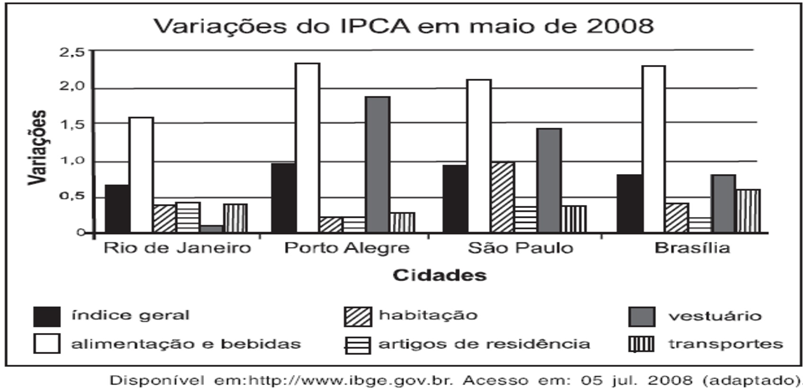 Variações do IPCA em maio de 2008
2,5
2,0
1,5
1,0
0,5
0
Variações
Rio de Janeiro Porto Alegre São Paulo Brasília
Cidades
índice geral habitação vestuário
alimentação e bebidas artigos de residência transportes
Disponível em:http://www.ibge.gov.br. Acesso em: 05 jul. 2008 (adaptado)